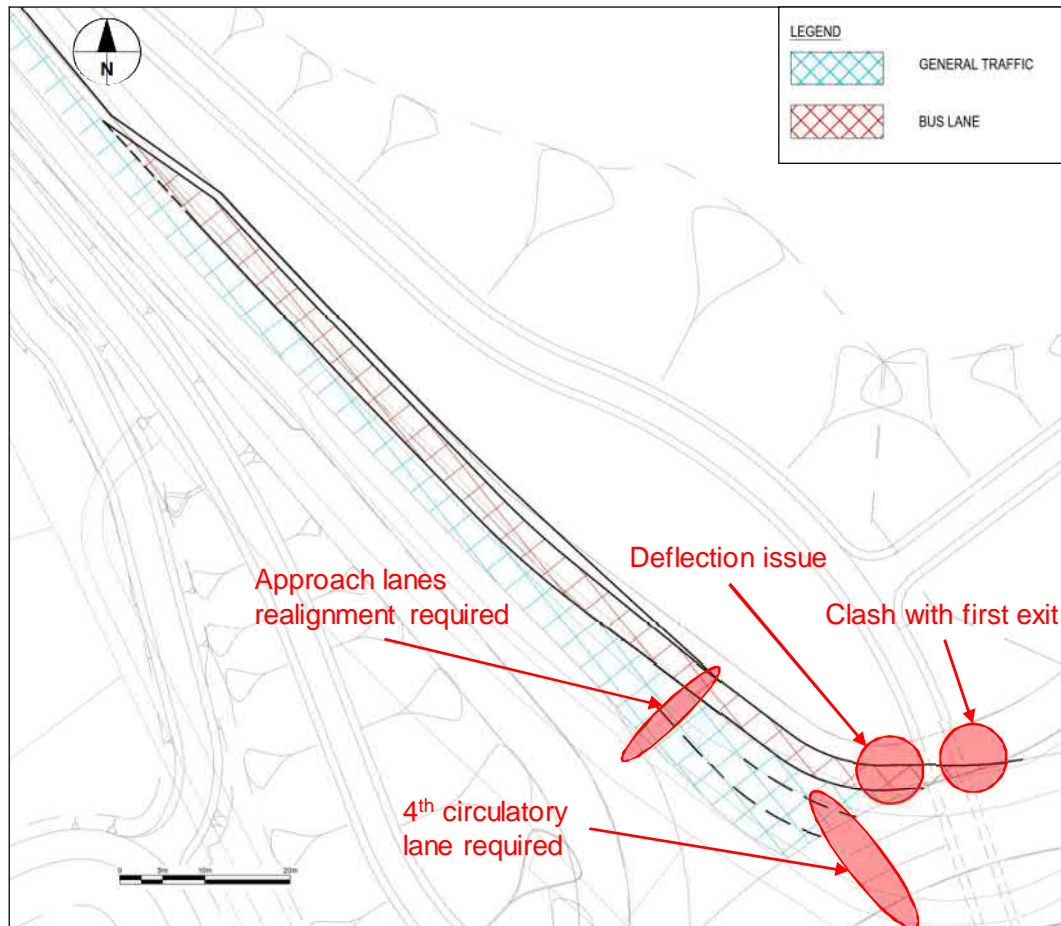 N
LEGEND
GENERAL TRAFFIC
BUS LANE
Deflection issue
Approach lanes
realignment required
Clash with first exit
4th circulatory
lane required
0 5m 10m 20m